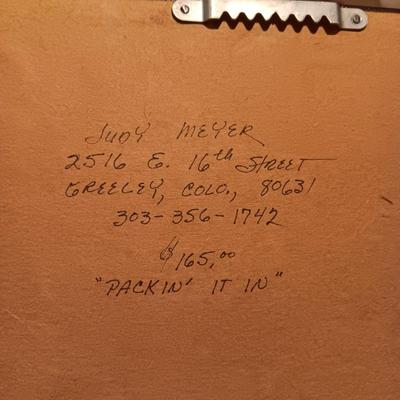 JUDY MEYER
2516 E. 16th STREET
GREELEY, COLO., 80631
303-356-1742
$165.00
"PACKIN' IT IN"